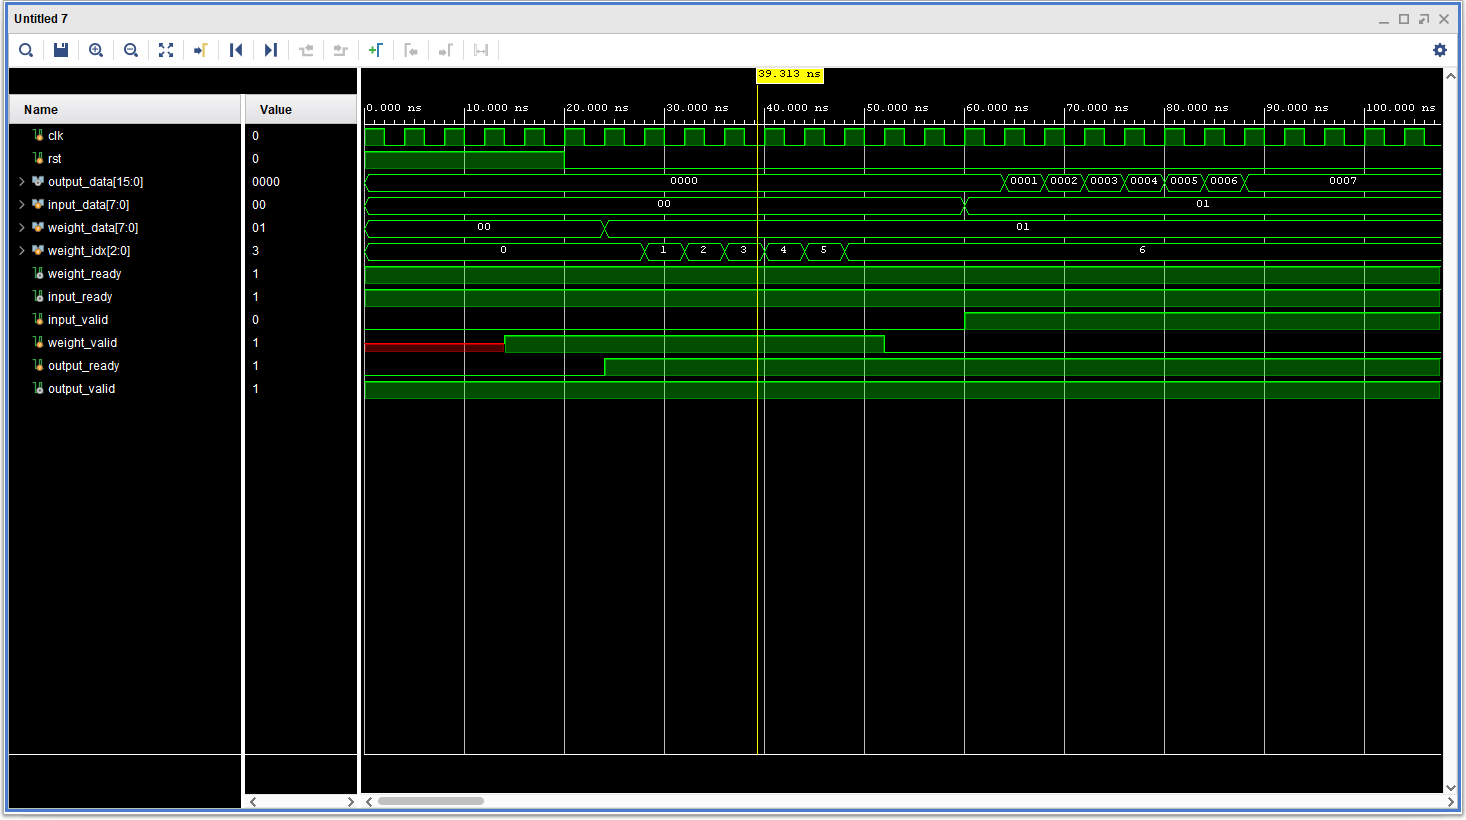 Untitled 7
39.313 ns
Name Value
0.000 ns 10.000 ns 20.000 ns 30.000 ns 40.000 ns 50.000 ns 60.000 ns 70.000 ns 80.000 ns 90.000 ns 100.000 ns
clk 0
rst 0
output_data[15:0] 0000 0000 0001 0002 0003 0004 0005 0006 0007
input_data[7:0] 00 00 01
weight_data[7:0] 01 00 01
weight_idx[2:0] 3 0 1 2 3 4 5 6
weight_ready 1
input_ready 1
input_valid 0
weight_valid 1
output_ready 1
output_valid 1